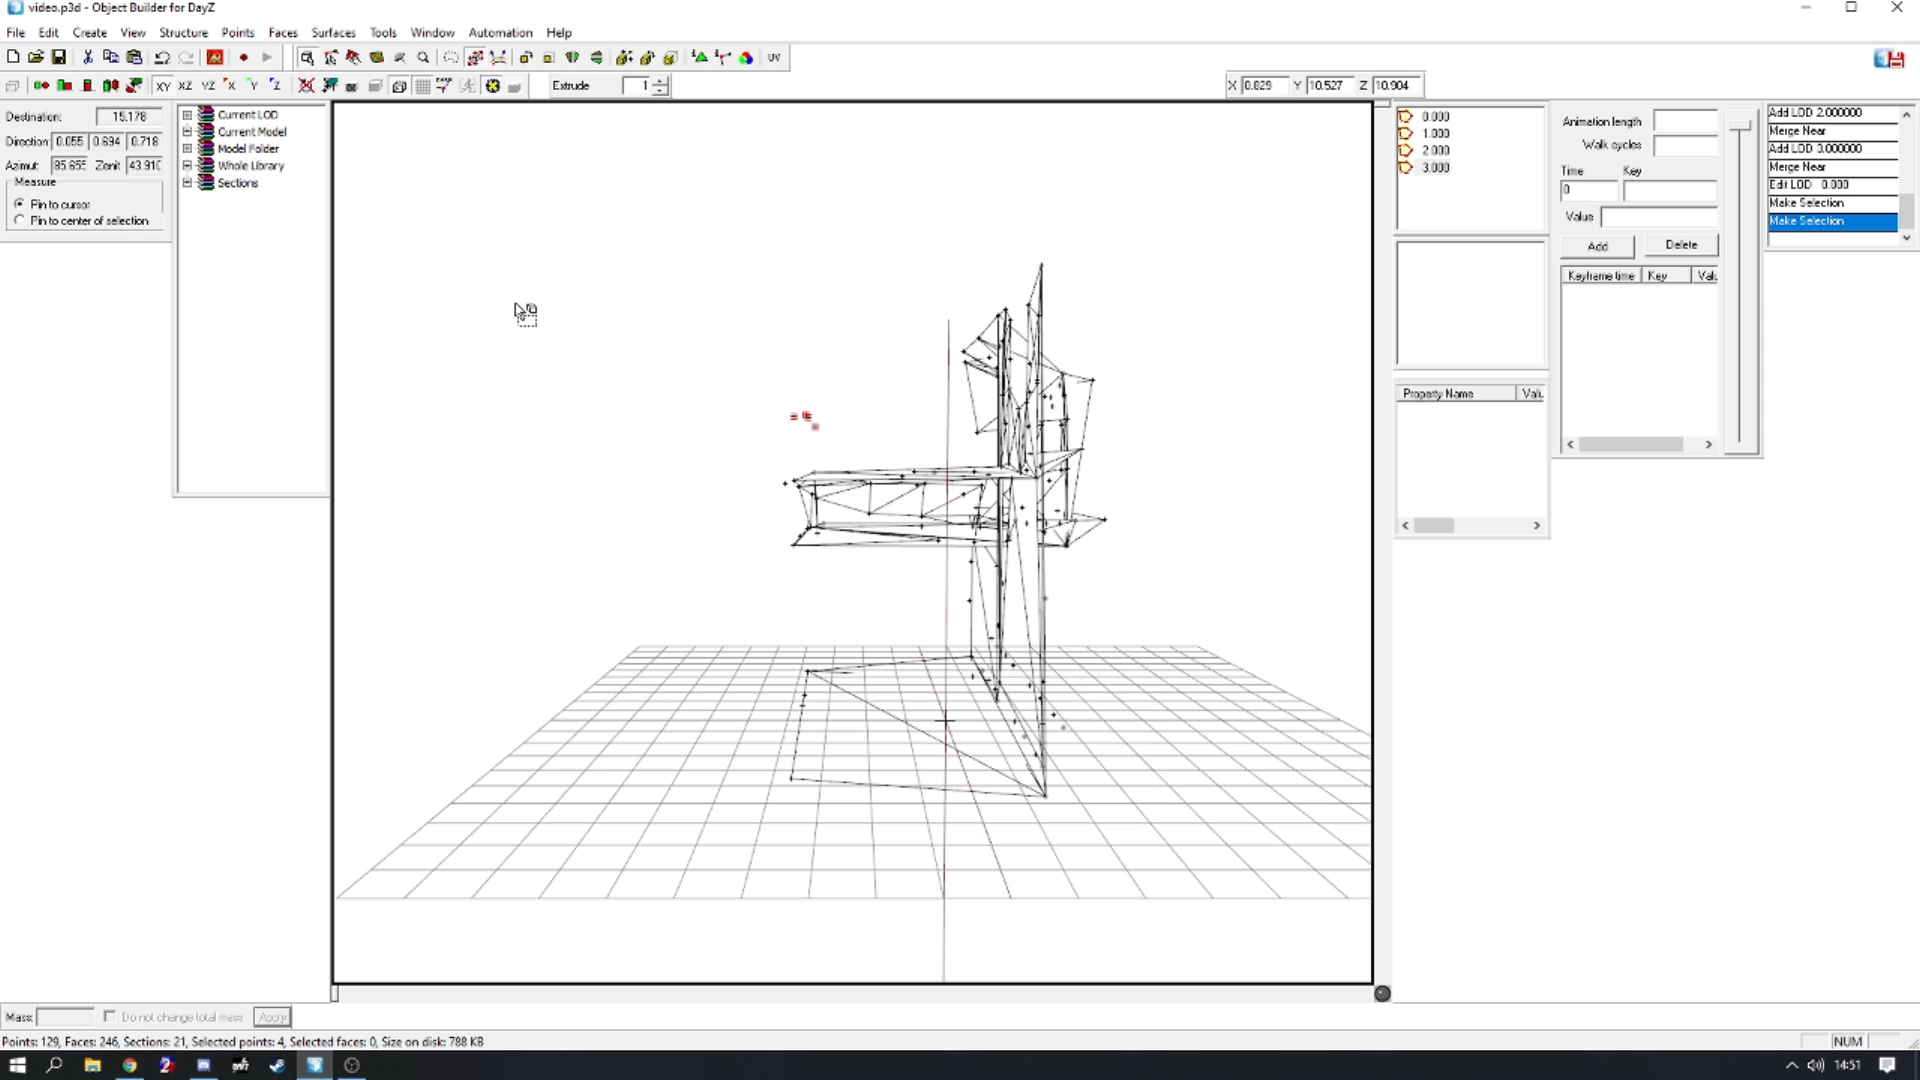 video.p3d - Object Builder for DayZ
File Edit Create View Structure Points Faces Surfaces Tools Window Automation Help
UV
XY XZ YZ X Y Z Extrude 1 X 0.829 Y 10.527 Z 10.904
Destination: 15.178
Direction: 0.055 0.694 0.718
Azimut: 85.655 Zenit 43.910
Measure
Pin to cursor
Pin to center of selection
Current LOD
Current Model
Model Folder
Whole Library
Sections
0.000
1.000
2.000
3.000
Property Name Valu
Animation length
Walk cycles
Time Key
0
Value
Add Delete
Keyframe time Key Valu
Add LOD 2.000000
Merge Near
Add LOD 3.000000
Merge Near
Edit LOD 0.000
Make Selection
Make Selection
Mass Do not change total mass Apply
Points: 129, Faces: 246, Sections: 21, Selected points: 4, Selected faces: 0, Size on disk: 788 KB
NUM
14:51